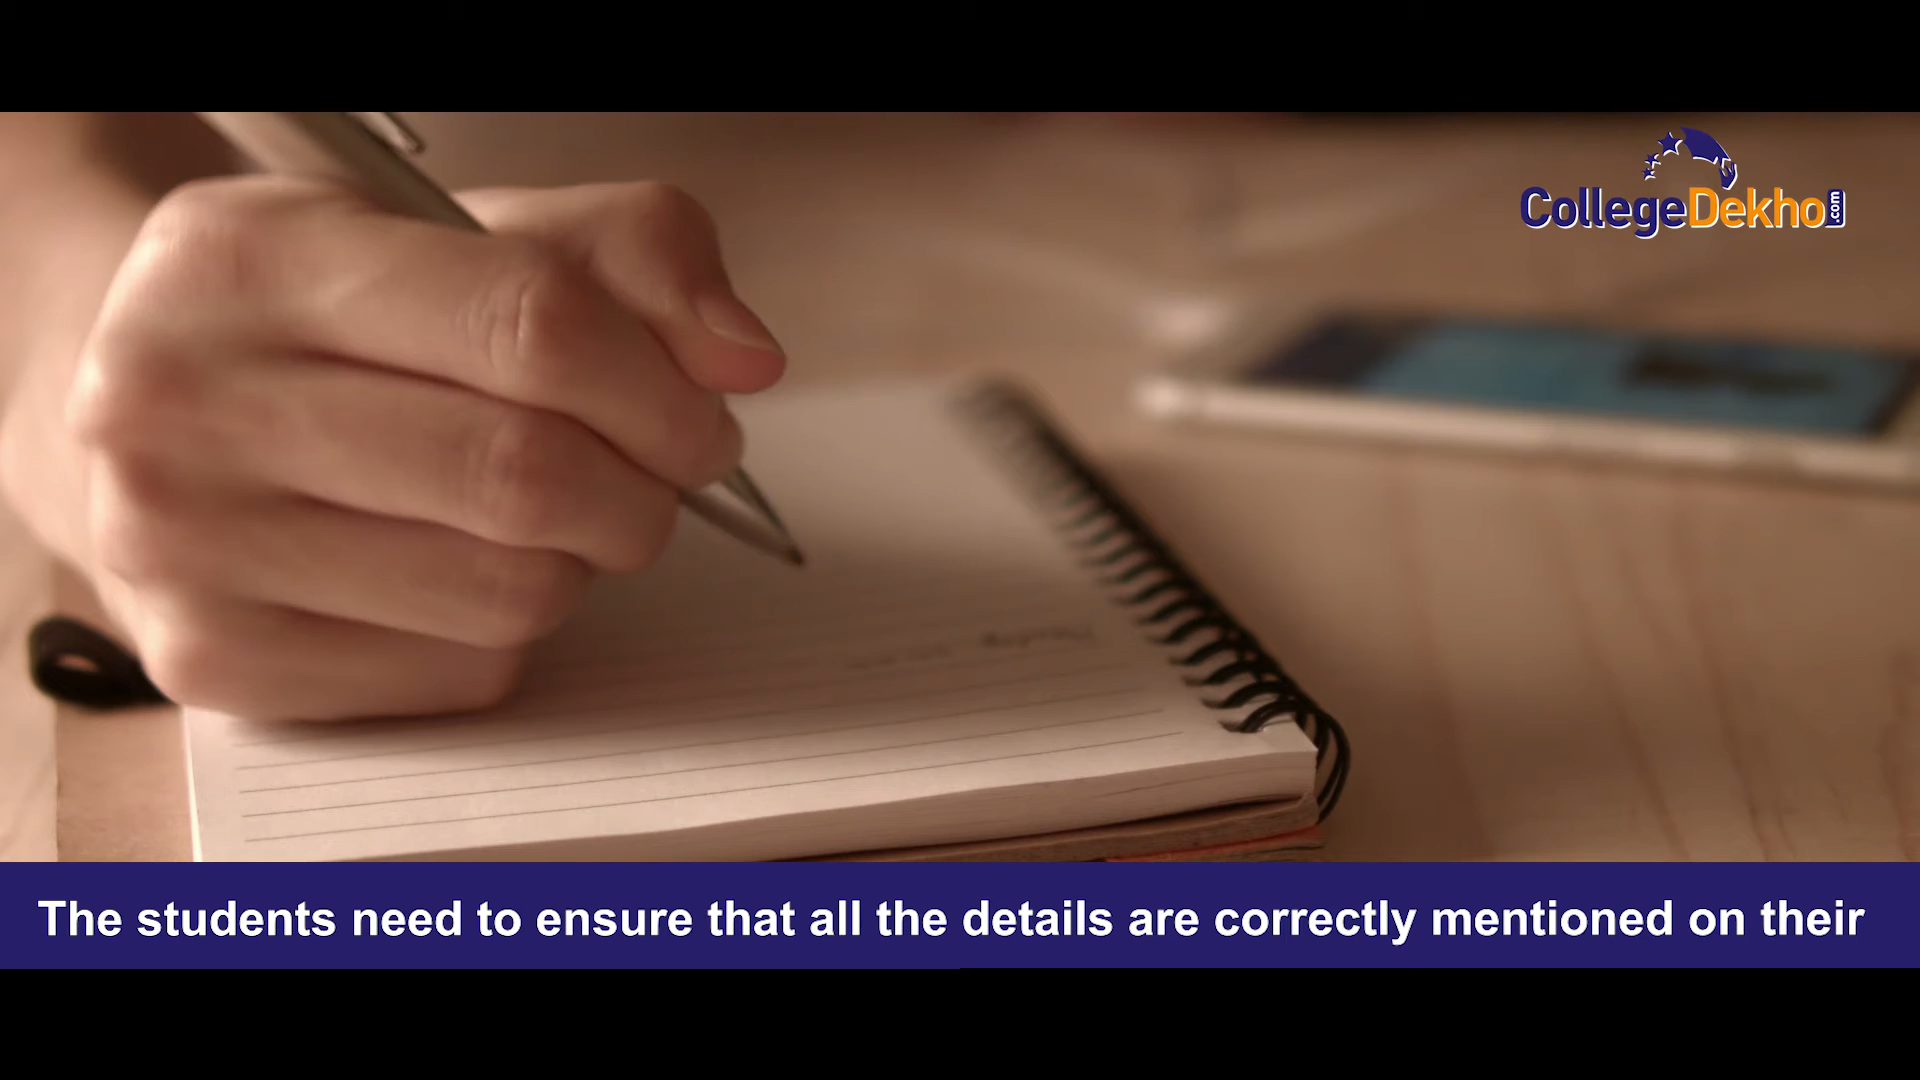 CollegeDekho.com
The students need to ensure that all the details are correctly mentioned on their